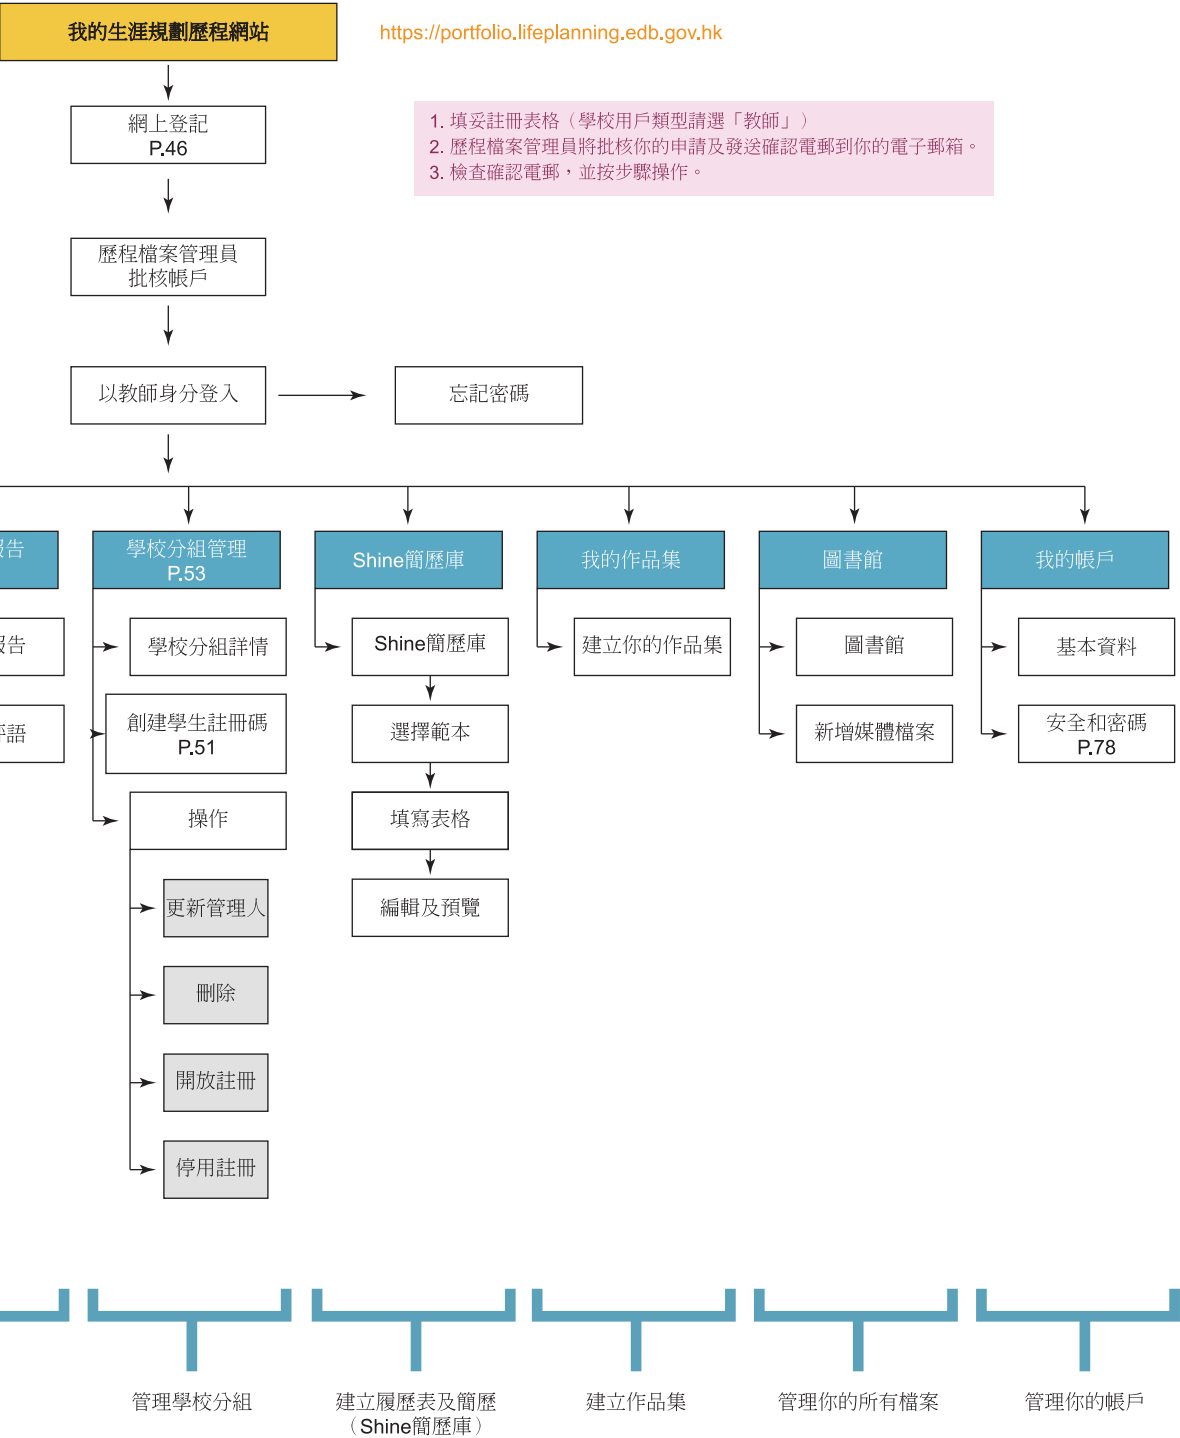 我的生涯規劃歷程網站
https://portfolio.lifeplanning.edb.gov.hk
網上登記
P.46
1. 填妥註冊表格（學校用戶類型請選「教師」）
2. 歷程檔案管理員將批核你的申請及發送確認電郵到你的電子郵箱。
3. 檢查確認電郵，並按步驟操作。
歷程檔案管理員
批核帳戶
以教師身分登入
忘記密碼
報告
學校分組管理
P.53
Shine簡歷庫
我的作品集
圖書館
我的帳戶
報告
學校分組詳情
Shine簡歷庫
建立你的作品集
圖書館
基本資料
評語
創建學生註冊碼
P.51
選擇範本
新增媒體檔案
安全和密碼
P.78
操作
填寫表格
更新管理人
編輯及預覽
刪除
開放註冊
停用註冊
管理學校分組
建立履歷表及簡歷
（Shine簡歷庫）
建立作品集
管理你的所有檔案
管理你的帳戶